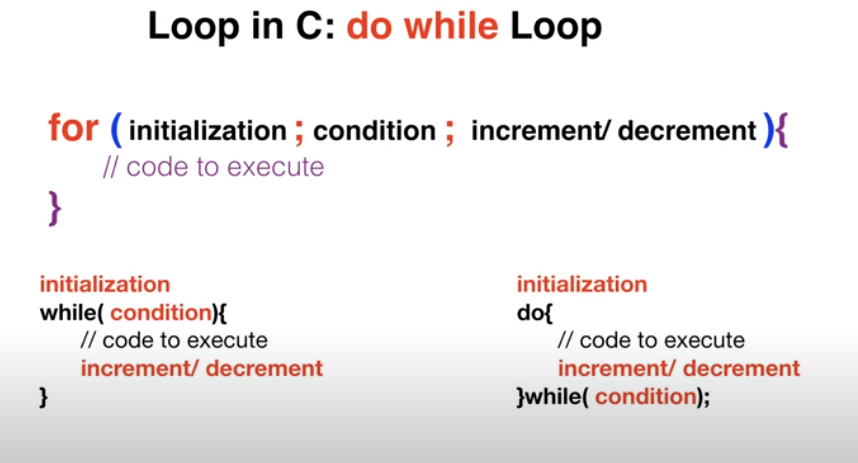 Loop in C: do while Loop
for ( initialization ; condition ; increment/ decrement ){
// code to execute
}
initialization
while( condition){
// code to execute
increment/ decrement
}
initialization
do{
// code to execute
increment/ decrement
}while( condition);